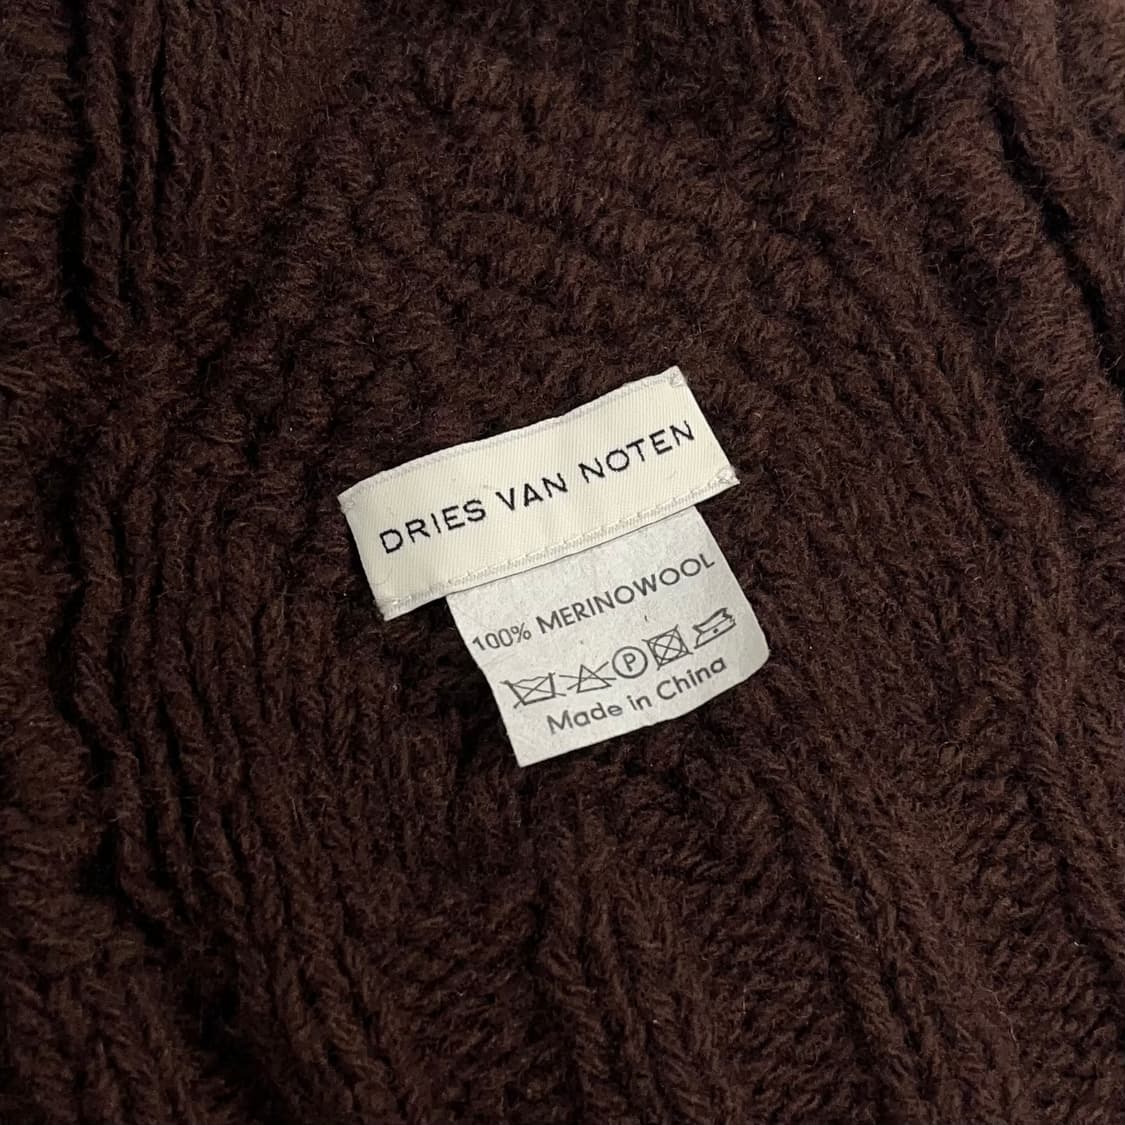 DRIES VAN NOTEN
100% MERINOWOOL
P
Made in China